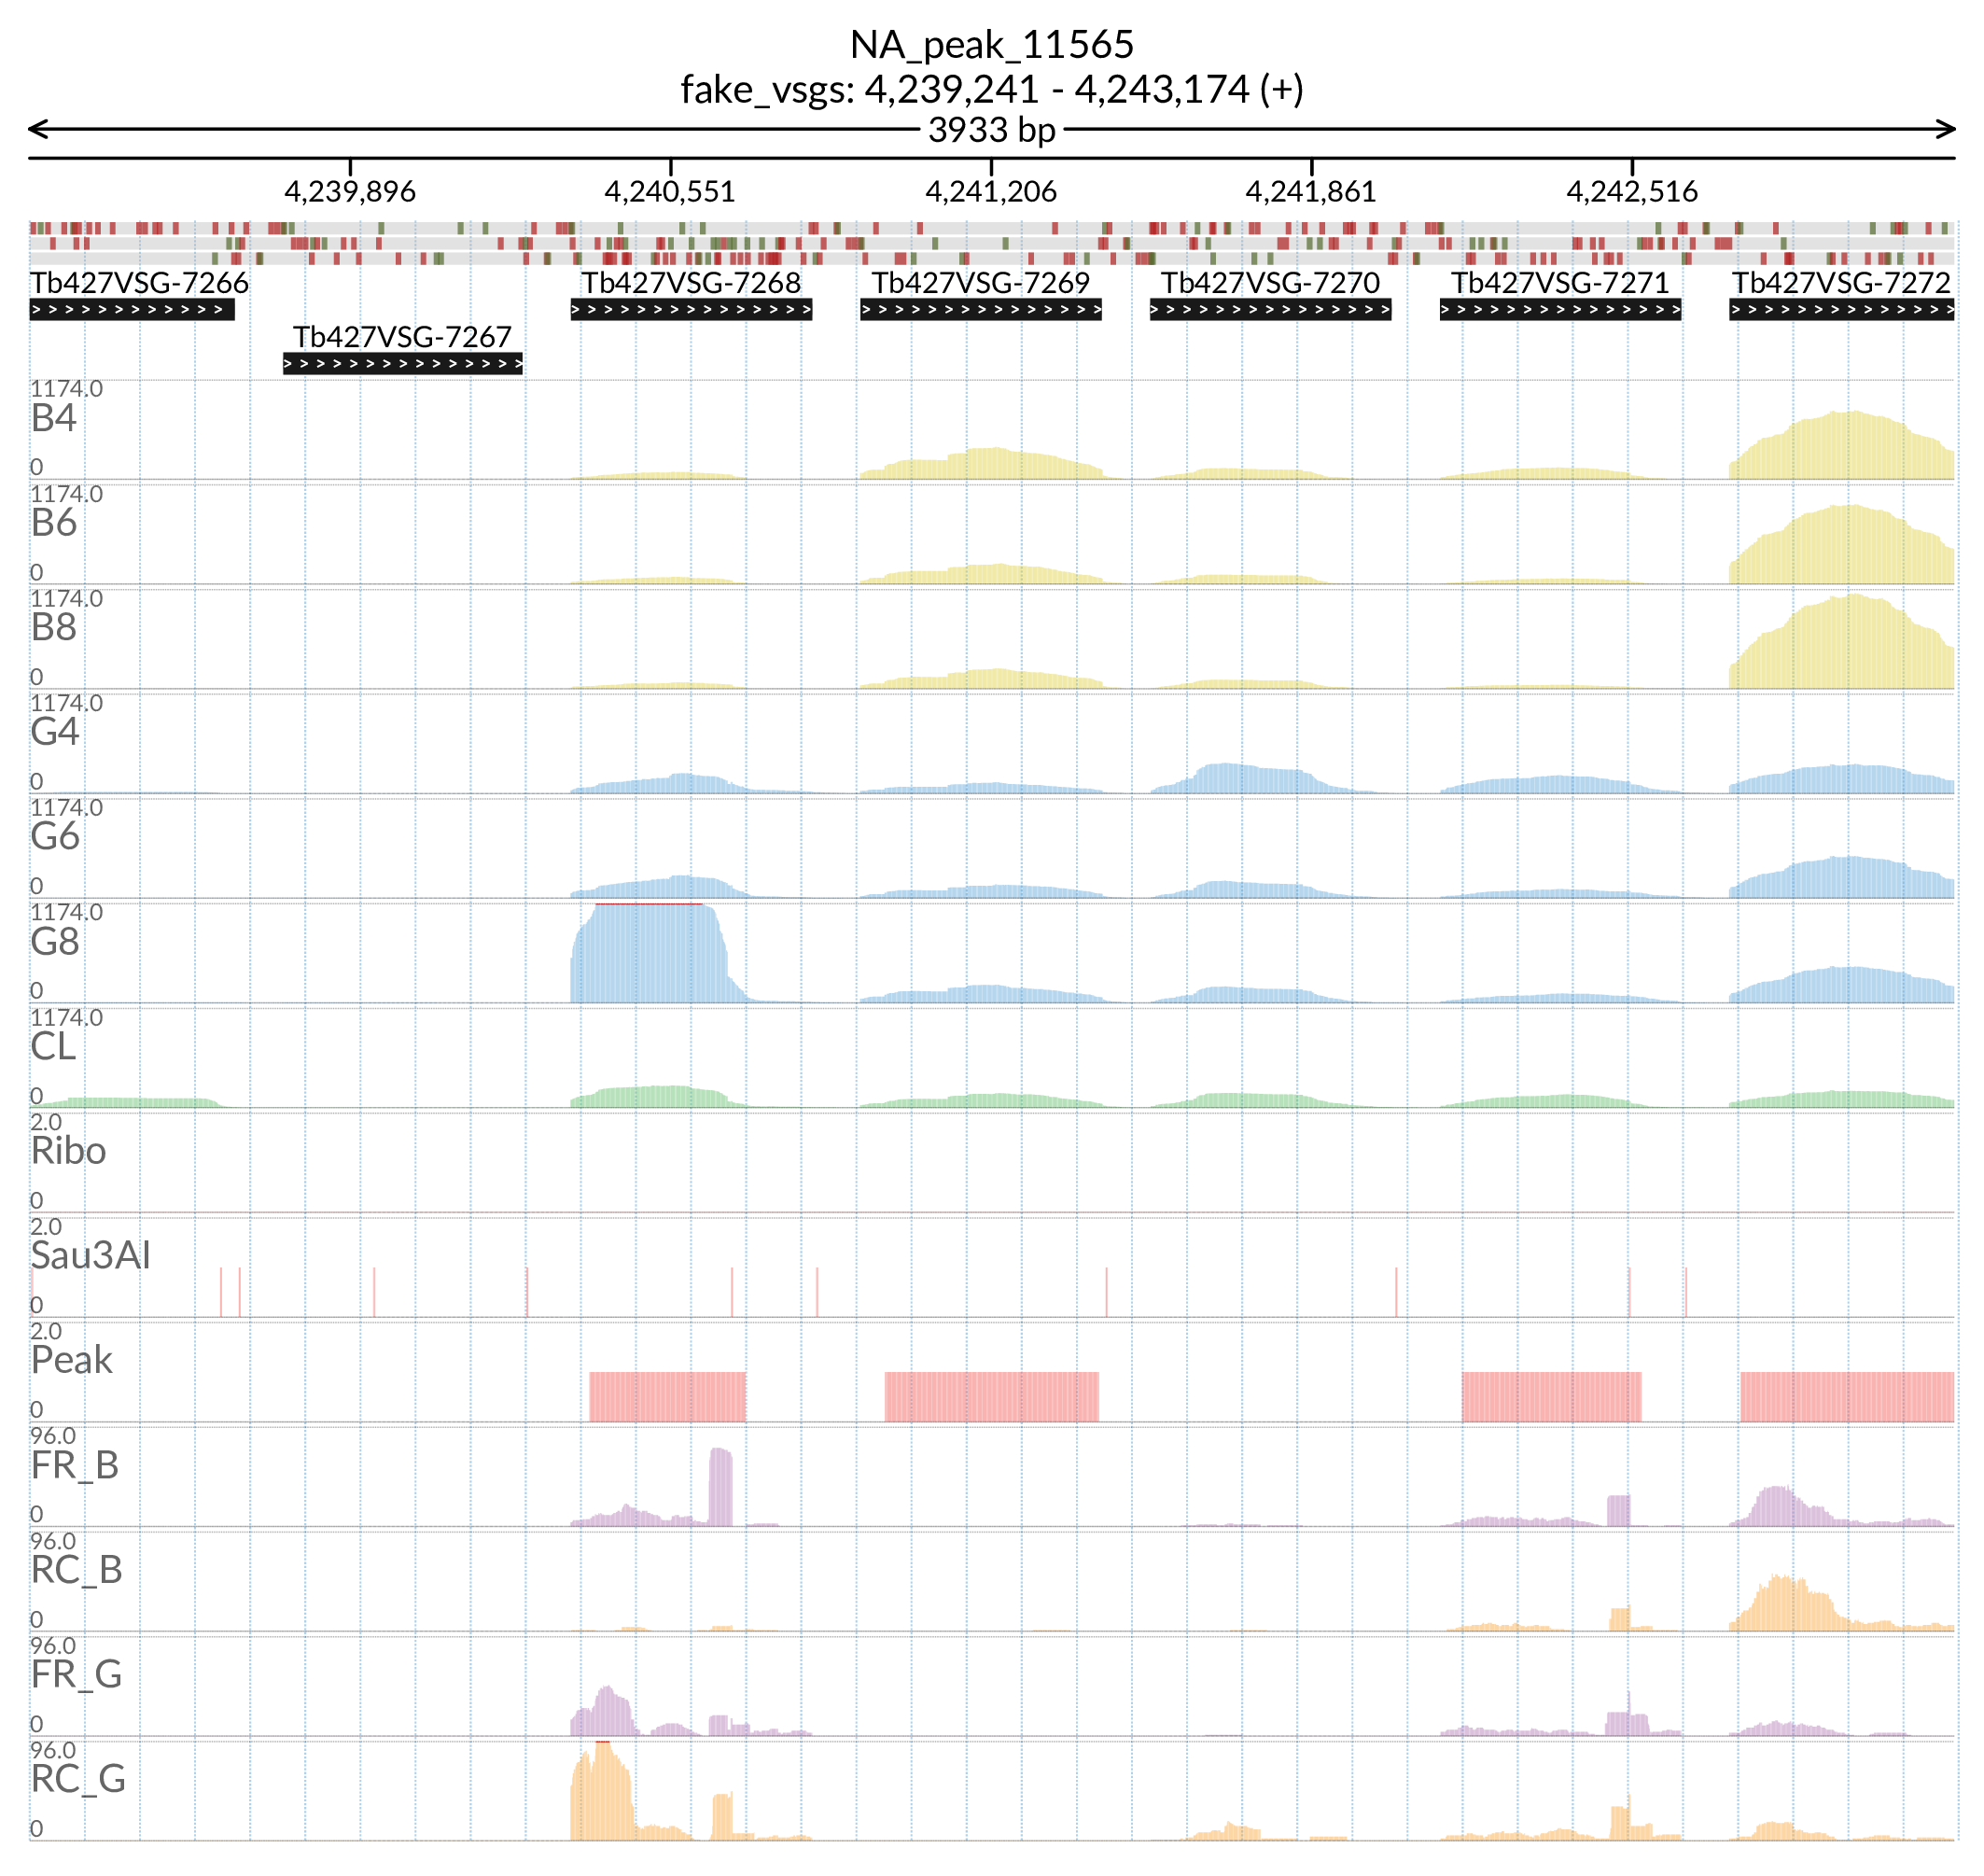 NA_peak_11565
fake_vsgs: 4,239,241 - 4,243,174 (+)
3933 bp
4,239,896 4,240,551 4,241,206 4,241,861 4,242,516
Tb427VSG-7266 Tb427VSG-7268 Tb427VSG-7269 Tb427VSG-7270 Tb427VSG-7271 Tb427VSG-7272
Tb427VSG-7267
1174.0
B4
0
1174.0
B6
0
1174.0
B8
0
1174.0
G4
0
1174.0
G6
0
1174.0
G8
0
1174.0
CL
0
2.0
Ribo
0
2.0
Sau3AI
0
2.0
Peak
0
96.0
FR_B
0
96.0
RC_B
0
96.0
FR_G
0
96.0
RC_G
0